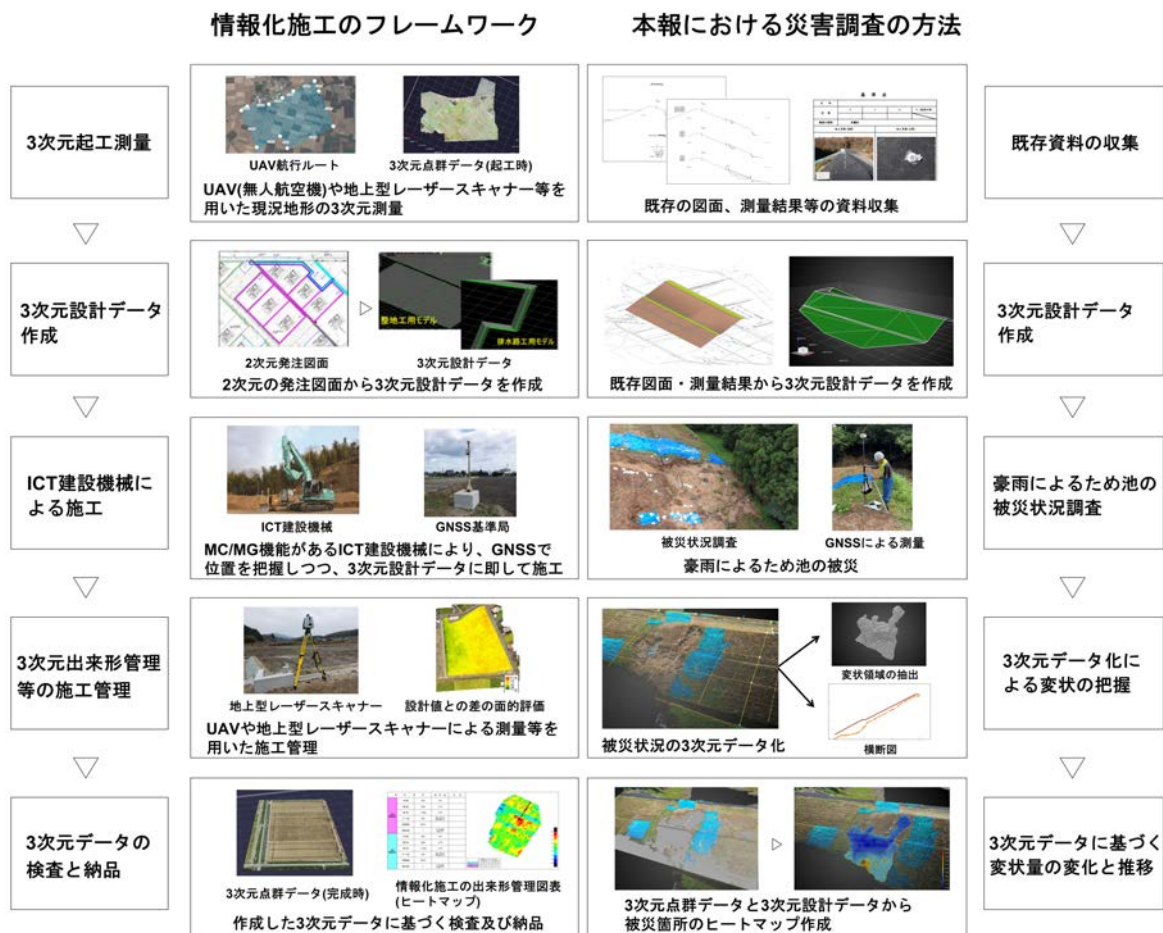 情報化施工のフレームワーク
本報における災害調査の方法
3次元起工測量
UAV航行ルート
3次元点群データ(起工時)
UAV(無人航空機)や地上型レーザースキャナー等を
用いた現況地形の3次元測量
基準点
既存の図面、測量結果等の資料収集
既存資料の収集
3次元設計データ
作成
整地工用モデル
排水路工用モデル
2次元発注図面
3次元設計データ
2次元の発注図面から3次元設計データを作成
既存図面・測量結果から3次元設計データを作成
3次元設計データ
作成
ICT建設機械に
よる施工
ICT建設機械
GNSS基準局
MC/MG機能があるICT建設機械により、GNSSで
位置を把握しつつ、3次元設計データに即して施工
被災状況調査
GNSSによる測量
豪雨によるため池の被災
豪雨によるため池の
被災状況調査
3次元出来形管理
等の施工管理
地上型レーザースキャナー
設計値との差の面的評価
UAVや地上型レーザースキャナーによる測量等を
用いた施工管理
変状領域の抽出
横断図
被災状況の3次元データ化
3次元データ化に
よる変状の把握
3次元データの
検査と納品
3次元点群データ(完成時)
情報化施工の出来形管理図表
(ヒートマップ)
作成した3次元データに基づく検査及び納品
3次元点群データと3次元設計データから
被災箇所のヒートマップ作成
3次元データに基づく
変状量の変化と推移